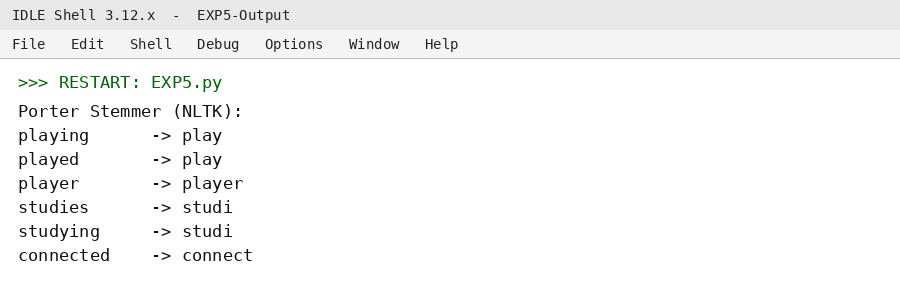 IDLE Shell 3.12.x  -  EXP5-Output
File   Edit   Shell   Debug   Options   Window   Help
>>> RESTART: EXP5.py
Porter Stemmer (NLTK):
playing      -> play
played       -> play
player       -> player
studies      -> studi
studying     -> studi
connected    -> connect